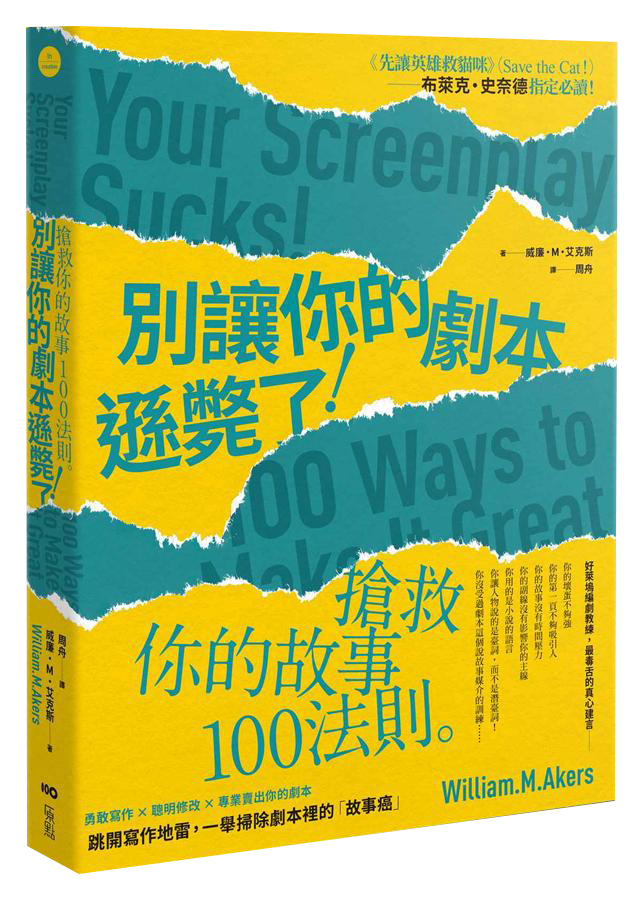 in
creative
Your
Screenplay
搶救你的故事100法則。
別讓你的劇本遜斃了!
100 Ways
to Make
It Great
周舟
譯
威廉・M・艾克斯
著
William.M.Akers
原點
《先讓英雄救貓咪》(Save the Cat!)
——布萊克・史奈德指定必讀!
Your Screenplay
Sucks!
著——威廉・M・艾克斯
譯——周舟
別讓你的劇本
遜斃了!
100 Ways to
Make It Great
搶救
你的故事
100法則。
好萊塢編劇教練,最毒舌的真心建言——
你的壞蛋不夠強
你的第一頁不夠吸引人
你的故事沒有時間壓力
你的副線沒有影響你的主線
你用的是小說的語言
你讓人物說的是臺詞,而不是潛臺詞!
你沒受過劇本這個說故事媒介的訓練……
William.M.Akers
勇敢寫作×聰明修改×專業賣出你的劇本
跳開寫作地雷,一舉掃除劇本裡的「故事癌」